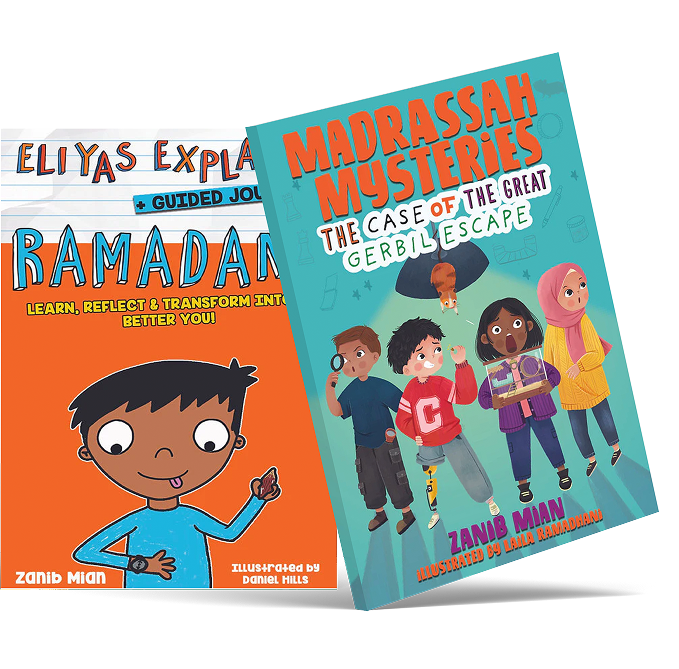 ELIYAS EXPLA
+ GUIDED JOU
RAMADAN
LEARN, REFLECT & TRANSFORM INTO
BETTER YOU!
Zanib Mian
Illustrated by
Daniel Hills
MADRASSAH
MYSTERIES
THE CASE OF THE GREAT
GERBIL ESCAPE
C
ZANIB MIAN
ILLUSTRATED BY LAILA RAMADHANI